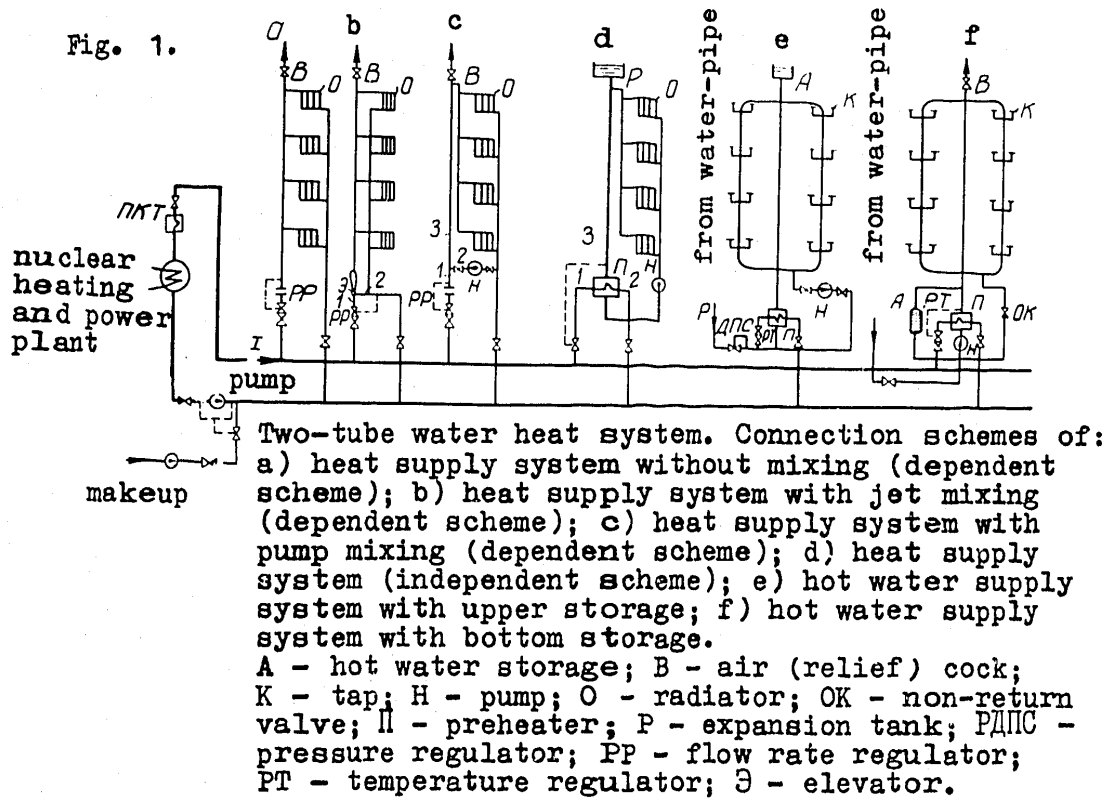 Fig. 1.
a b c d e f
from water-pipe
from water-pipe
В О В О В О Р О А К В К
ПКТ
nuclear
heating
and power
plant
РР
Э 2
1
РР
3
1 2
Н
РР
3
1 П 2
Н
Р ДПС РТ П Н
А РТ П ОК
Н
I
pump
makeup
Two-tube water heat system. Connection schemes of:
a) heat supply system without mixing (dependent
scheme); b) heat supply system with jet mixing
(dependent scheme); c) heat supply system with
pump mixing (dependent scheme); d) heat supply
system (independent scheme); e) hot water supply
system with upper storage; f) hot water supply
system with bottom storage.
A – hot water storage; B – air (relief) cock;
K – tap; H – pump; O – radiator; OK – non-return
valve; П – preheater; P – expansion tank; РДПС –
pressure regulator; PP – flow rate regulator;
PT – temperature regulator; Э – elevator.